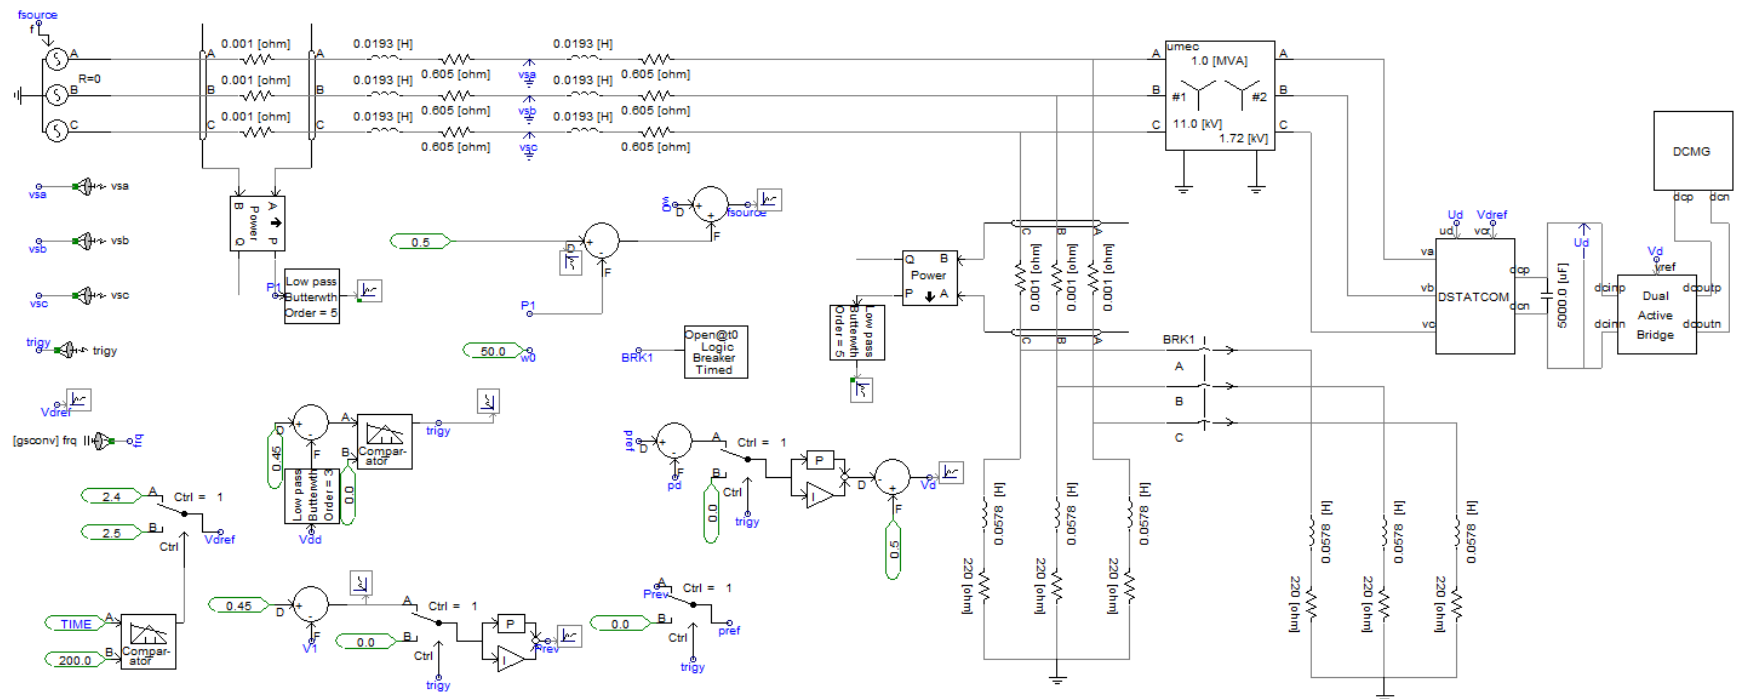 fsource
f
R=0
A
B
C
0.001 [ohm]
0.001 [ohm]
0.001 [ohm]
A
B
C
A
B
C
0.0193 [H]
0.605 [ohm]
0.0193 [H]
0.605 [ohm]
0.0193 [H]
0.605 [ohm]
vsa
vsb
vsc
0.0193 [H]
0.605 [ohm]
0.0193 [H]
0.605 [ohm]
0.0193 [H]
0.605 [ohm]
A
B
C
umec
1.0 [MVA]
#1
#2
11.0 [kV]
1.72 [kV]
A
B
C
DCMG
dcp
dcn
vsa
vsa
vsb
vsb
vsc
vsc
trigy
trigy
B
A
Power
Q
P
P1
Low pass
Butterwth
Order = 5
0.5
D
F
P1
w0
D
F
fsource
50.0
w0
BRK1
Open@t0
Logic
Breaker
Timed
Q
B
Power
P
A
Low pass
Butterwth
Order = 5
C
B
A
0.001 [ohm]
0.001 [ohm]
0.001 [ohm]
C
B
A
BRK1
A
B
C
Ud
Vdref
ud
va
vb
vc
DSTATCOM
dcp
dcn
5000.0 [uF]
Ud
Vd
vref
dcinp
dcinn
Dual
Active
Bridge
dcoutp
dcoutn
Vdref
[gsconv] frq
frq
0.45
D
F
Low pass
Butterwth
Order = 3
Vdd
0.0
A
B
Compar-
ator
trigy
pref
D
F
pd
A
B
Ctrl = 1
Ctrl
0.0
trigy
P
I
D
F
0.5
Vd
2.4
A
Ctrl = 1
2.5
B
Ctrl
Vdref
TIME
A
200.0
B
Compar-
ator
0.45
D
F
V1
A
Ctrl = 1
0.0
B
Ctrl
trigy
P
I
Prev
Prev
A
Ctrl = 1
0.0
B
Ctrl
pref
trigy
0.0578 [H]
0.0578 [H]
0.0578 [H]
220 [ohm]
220 [ohm]
220 [ohm]
0.0578 [H]
0.0578 [H]
0.0578 [H]
220 [ohm]
220 [ohm]
220 [ohm]